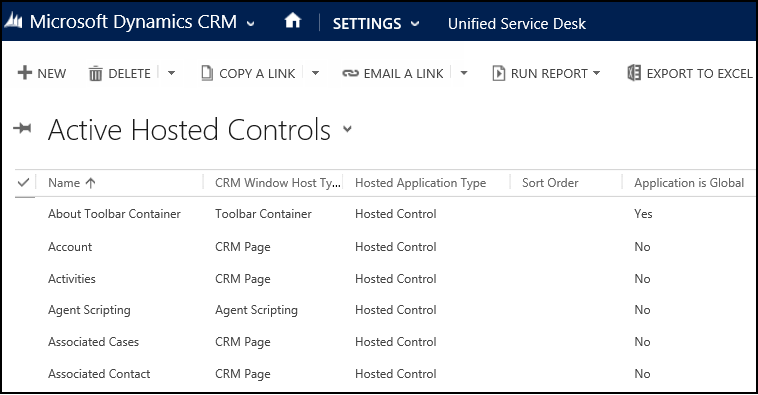 Microsoft Dynamics CRM SETTINGS Unified Service Desk
NEW DELETE COPY A LINK EMAIL A LINK RUN REPORT EXPORT TO EXCEL
Active Hosted Controls
Name CRM Window Host Ty... Hosted Application Type Sort Order Application is Global
About Toolbar Container Toolbar Container Hosted Control Yes
Account CRM Page Hosted Control No
Activities CRM Page Hosted Control No
Agent Scripting Agent Scripting Hosted Control No
Associated Cases CRM Page Hosted Control No
Associated Contact CRM Page Hosted Control No